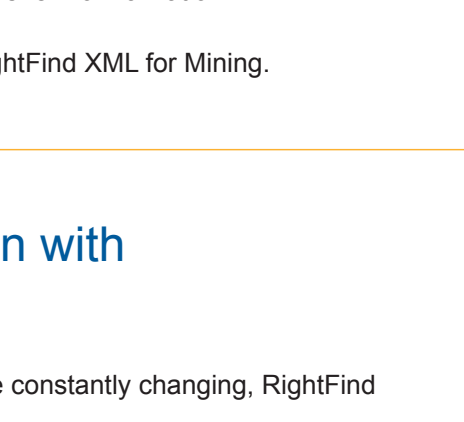 ghtFind XML for Mining.
n with
e constantly changing, RightFind